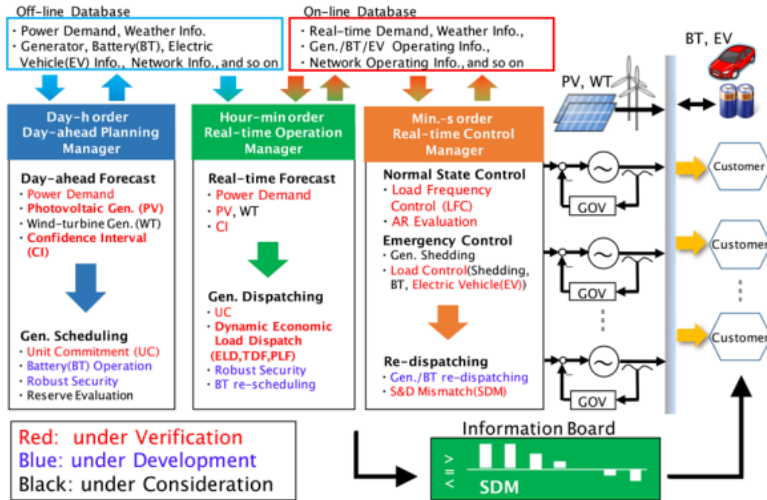 Off-line Database
• Power Demand, Weather Info.
• Generator, Battery(BT), Electric
Vehicle(EV) Info., Network Info., and so on
On-line Database
• Real-time Demand, Weather Info.,
• Gen./BT/EV Operating Info.,
• Network Operating Info., and so on
Day-h order
Day-ahead Planning
Manager
Day-ahead Forecast
• Power Demand
• Photovoltaic Gen. (PV)
• Wind-turbine Gen. (WT)
• Confidence Interval
(CI)
Gen. Scheduling
• Unit Commitment (UC)
• Battery(BT) Operation
• Robust Security
• Reserve Evaluation
Hour-min order
Real-time Operation
Manager
Real-time Forecast
• Power Demand
• PV, WT
• CI
Gen. Dispatching
• UC
• Dynamic Economic
Load Dispatch
(ELD,TDF,PLF)
• Robust Security
• BT re-scheduling
Min.-s order
Real-time Control
Manager
Normal State Control
• Load Frequency
Control (LFC)
• AR Evaluation
Emergency Control
• Gen. Shedding
• Load Control(Shedding,
BT, Electric Vehicle(EV))
Re-dispatching
• Gen./BT re-dispatching
• S&D Mismatch(SDM)
PV, WT
BT, EV
GOV
Customer
GOV
Customer
GOV
Customer
Red: under Verification
Blue: under Development
Black: under Consideration
Information Board
> = <
SDM